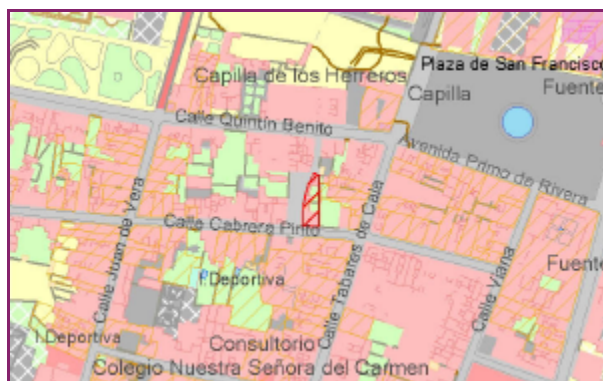 Plaza de San Francisco
Capilla de los Herreros
Capilla
Fuente
Calle Quintín Benito
Avenida Primo de Rivera
Calle Juan de Vera
Calle Cabrera Pinto
Calle Tabares de Cala
Calle Viana
Fuente
I.Deportiva
I.Deportiva
Consultorio
Colegio Nuestra Señora del Carmen